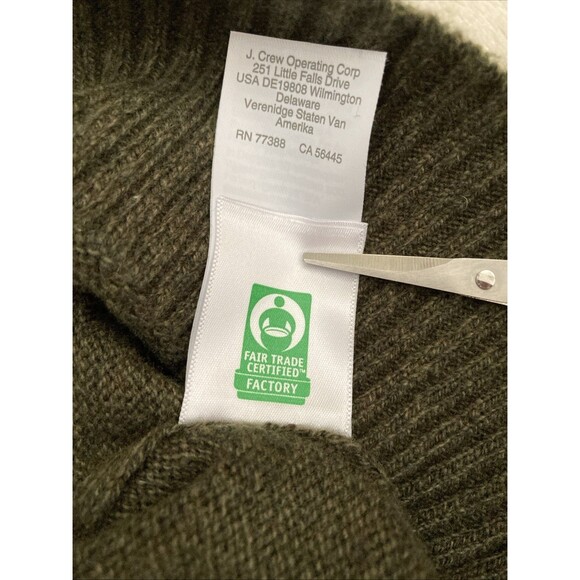 J. Crew Operating Corp
251 Little Falls Drive
USA DE19808 Wilmington
Delaware
Verenidge Staten Van
Amerika
RN 77388 CA 56445
FAIR TRADE
CERTIFIED™
FACTORY